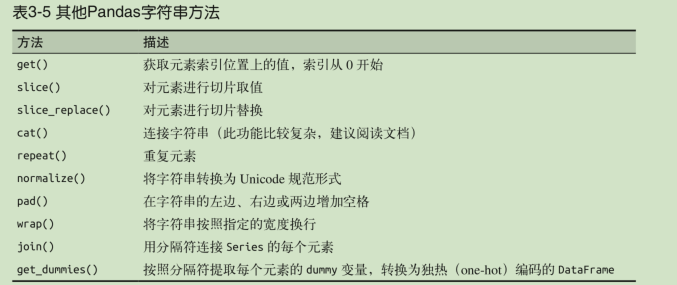 表3-5 其他Pandas字符串方法
方法 描述
get() 获取元素索引位置上的值，索引从 0 开始
slice() 对元素进行切片取值
slice_replace() 对元素进行切片替换
cat() 连接字符串（此功能比较复杂，建议阅读文档）
repeat() 重复元素
normalize() 将字符串转换为 Unicode 规范形式
pad() 在字符串的左边、右边或两边增加空格
wrap() 将字符串按照指定的宽度换行
join() 用分隔符连接 Series 的每个元素
get_dummies() 按照分隔符提取每个元素的 dummy 变量，转换为独热（one-hot）编码的 DataFrame